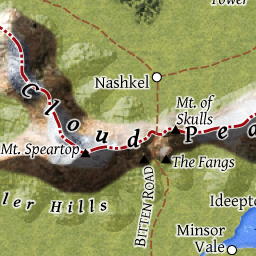 Tower
Nashkel
Mt. of
Skulls
Cloud Pea
Mt. Speartop
The Fangs
BITTEN ROAD
ler Hills
Ideepto
Minsor
Vale